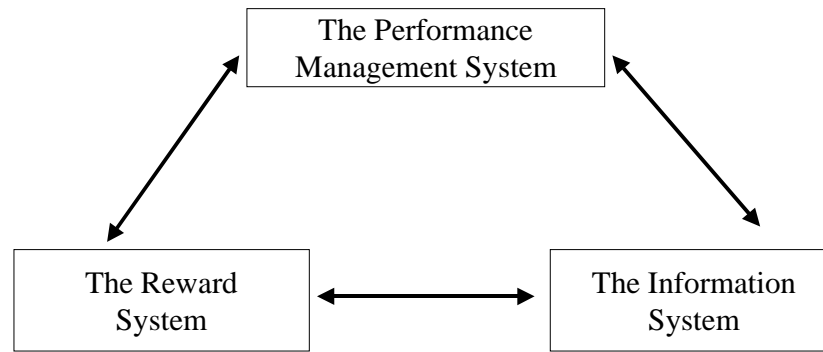 The Performance
Management System
The Reward
System
The Information
System